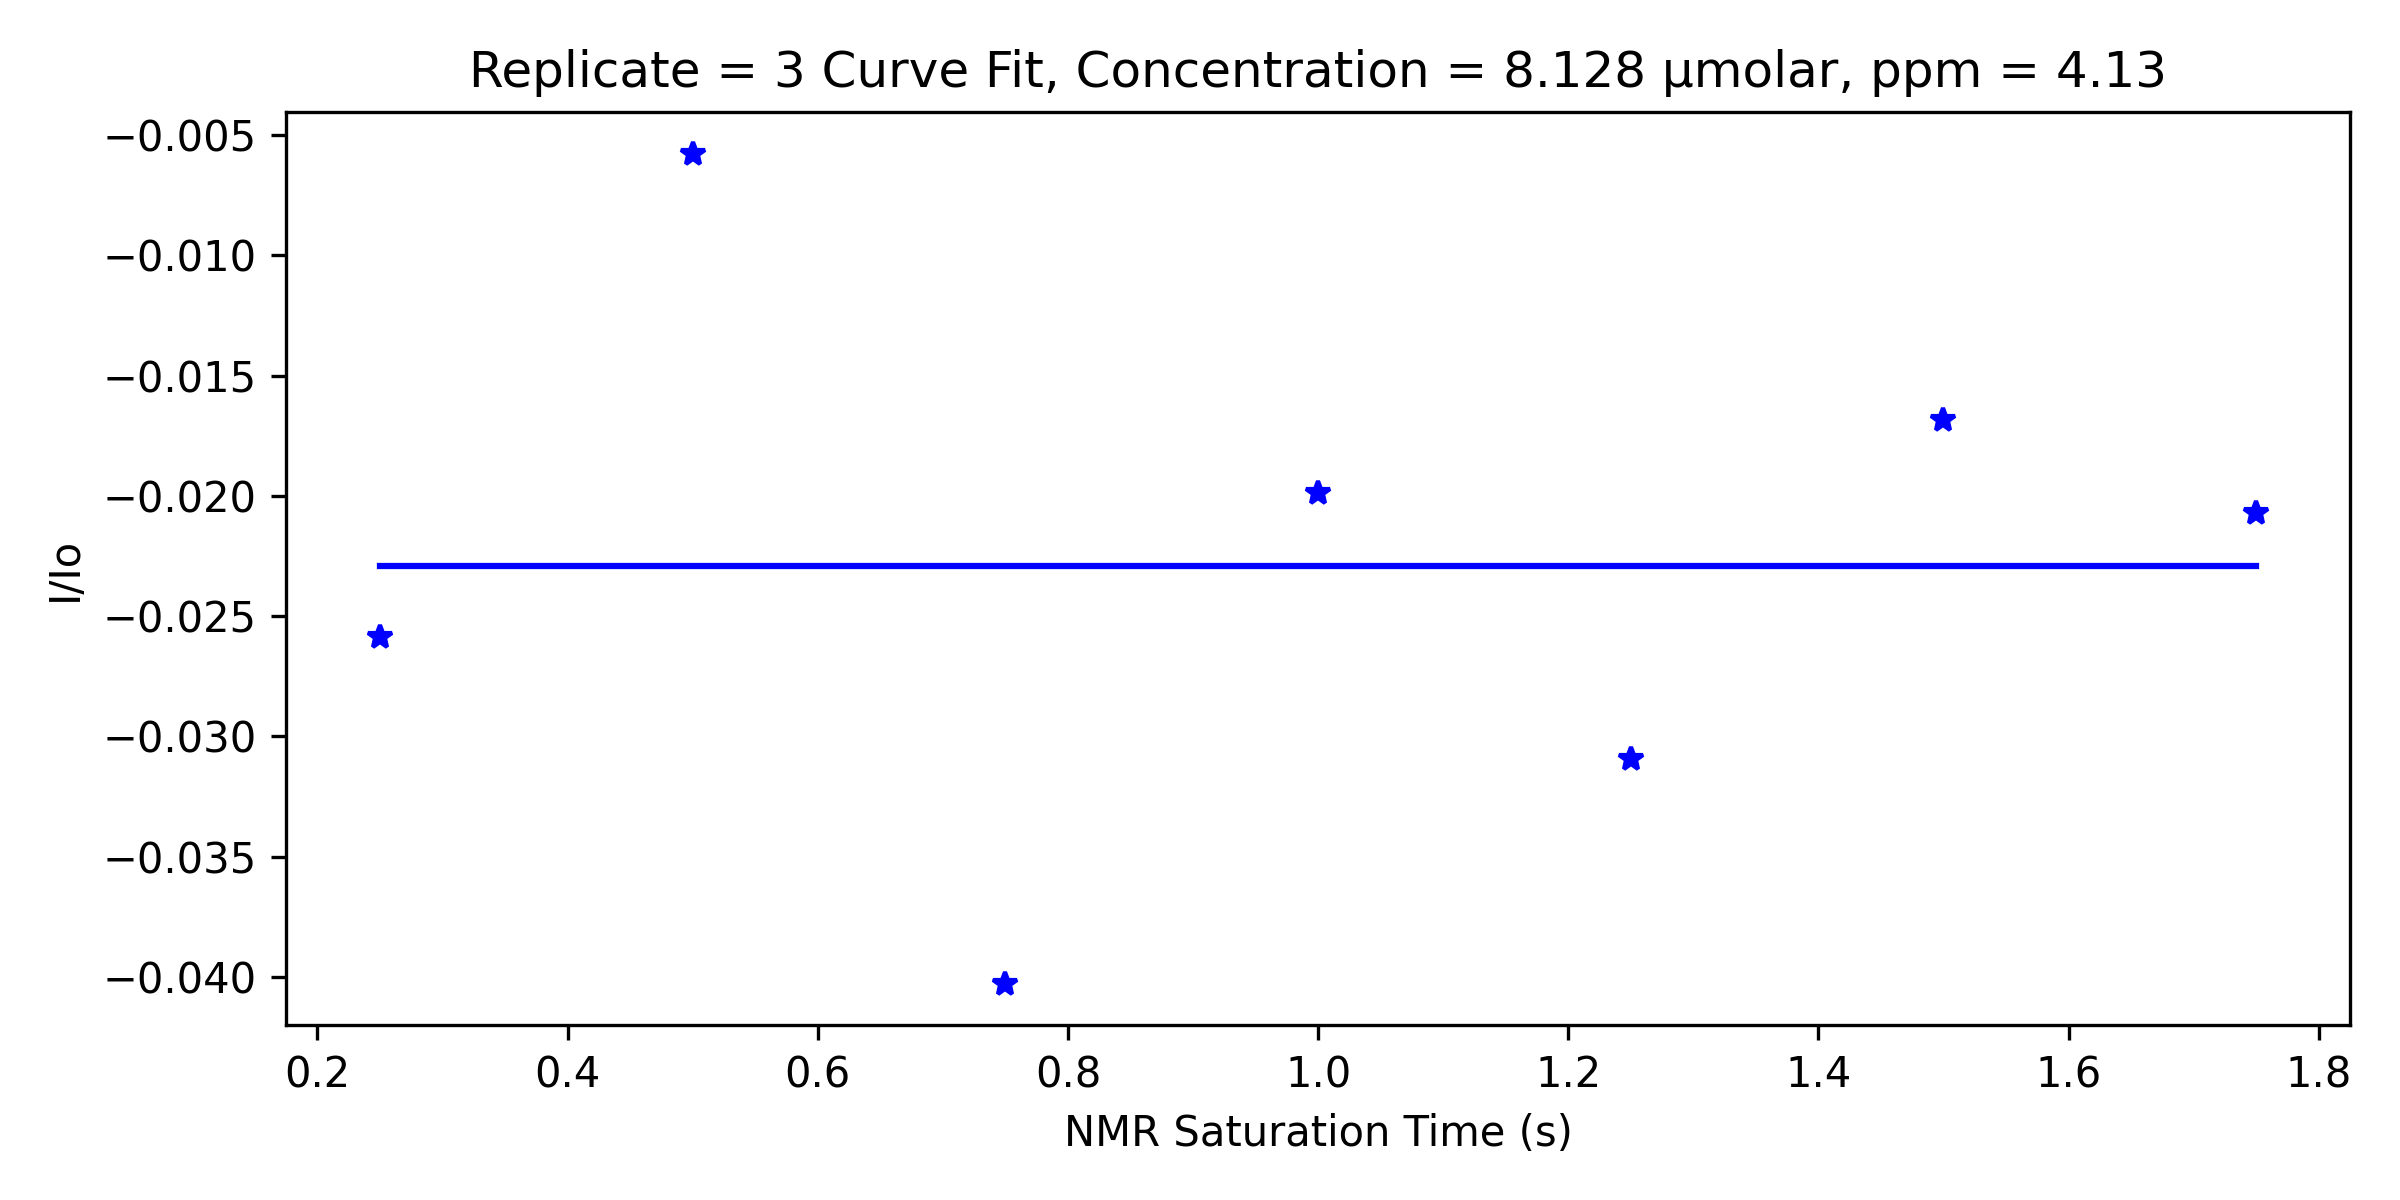 Replicate = 3 Curve Fit, Concentration = 8.128 µmolar, ppm = 4.13
−0.005
−0.010
−0.015
−0.020
−0.025
−0.030
−0.035
−0.040
I/Io
0.2 0.4 0.6 0.8 1.0 1.2 1.4 1.6 1.8
NMR Saturation Time (s)